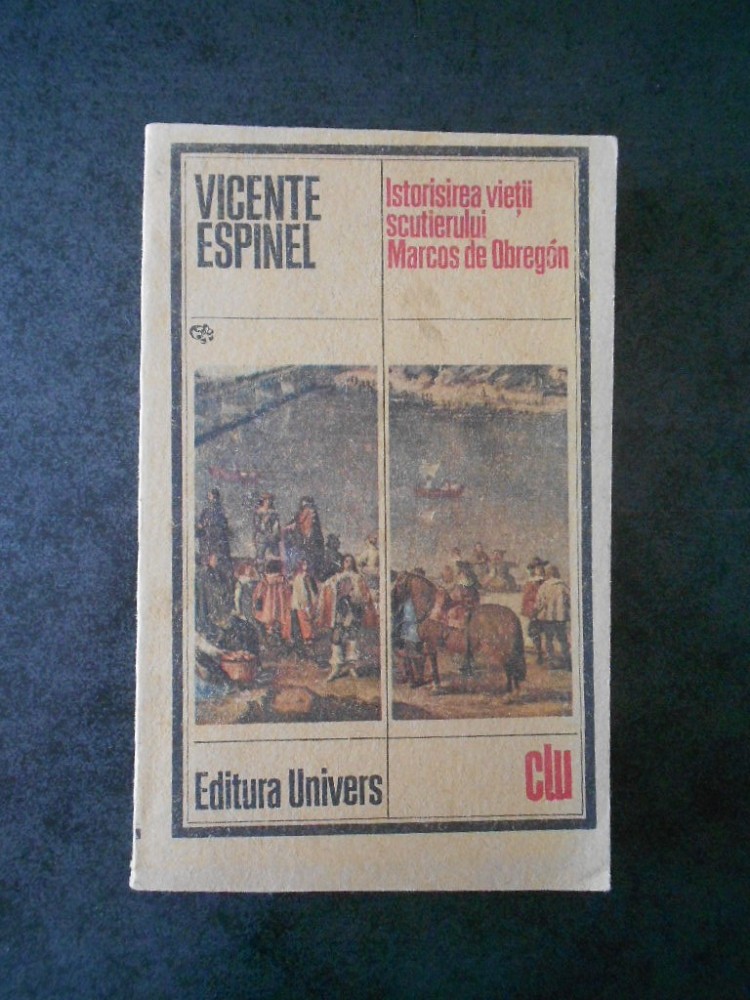 VICENTE
ESPINEL
Istorisirea vieții
scutierului
Marcos de Obregón
Editura Univers
clu